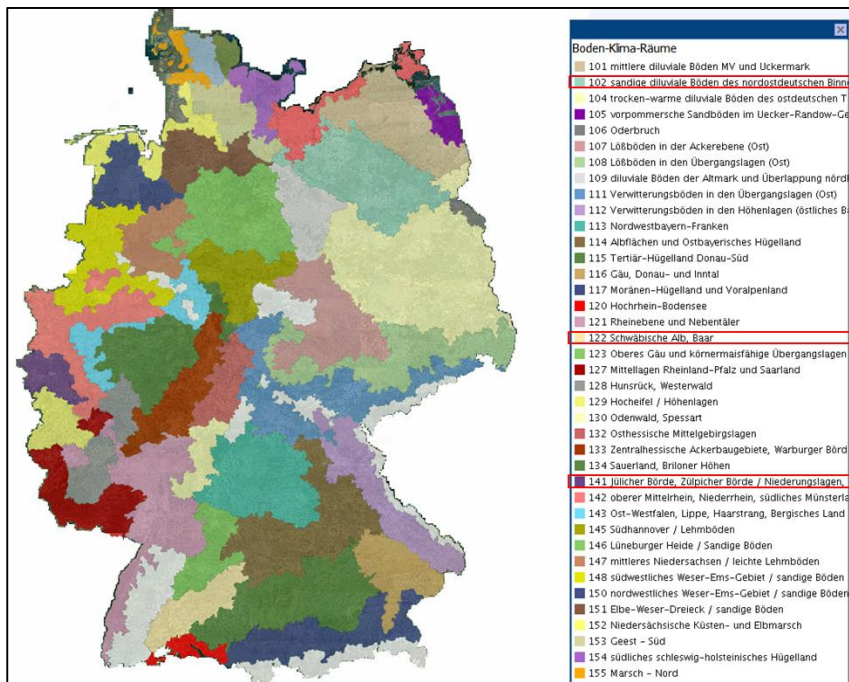 Boden-Klima-Räume
101 mittlere diluviale Böden MV und Uckermark
102 sandige diluviale Böden des nordostdeutschen Binne
104 trocken-warme diluviale Böden des ostdeutschen T
105 vorpommersche Sandböden im Uecker-Randow-Ge
106 Oderbruch
107 Lößböden in der Ackerebene (Ost)
108 Lößböden in den Übergangslagen (Ost)
109 diluviale Böden der Altmark und Überlappung nördl
111 Verwitterungsböden in den Übergangslagen (Ost)
112 Verwitterungsböden in den Höhenlagen (östliches Ba
113 Nordwestbayern-Franken
114 Albflächen und Ostbayerisches Hügelland
115 Tertiär-Hügelland Donau-Süd
116 Gäu, Donau- und Inntal
117 Moränen-Hügelland und Voralpenland
120 Hochrhein-Bodensee
121 Rheinebene und Nebentäler
122 Schwäbische Alb, Baar
123 Oberes Gäu und körnermaisfähige Übergangslagen
127 Mittellagen Rheinland-Pfalz und Saarland
128 Hunsrück, Westerwald
129 Hocheifel / Höhenlagen
130 Odenwald, Spessart
132 Osthessische Mittelgebirgslagen
133 Zentralhessische Ackerbaugebiete, Warburger Börd
134 Sauerland, Briloner Höhen
141 Jülicher Börde, Zülpicher Börde / Niederungslagen,
142 oberer Mittelrhein, Niederrhein, südliches Münsterla
143 Ost-Westfalen, Lippe, Haarstrang, Bergisches Land
145 Südhannover / Lehmböden
146 Lüneburger Heide / Sandige Böden
147 mittleres Niedersachsen / leichte Lehmböden
148 südwestliches Weser-Ems-Gebiet / sandige Böden
150 nordwestliches Weser-Ems-Gebiet / sandige Böden
151 Elbe-Weser-Dreieck / sandige Böden
152 Niedersächsische Küsten- und Elbmarsch
153 Geest - Süd
154 südliches schleswig-holsteinisches Hügelland
155 Marsch - Nord